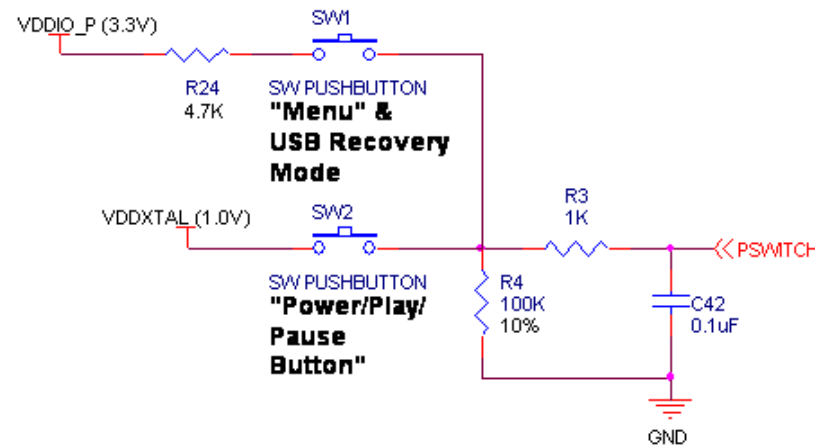 VDDIO_P (3.3V)
SW1
R24
4.7K
SW PUSHBUTTON
"Menu" &
USB Recovery
Mode
VDDXTAL (1.0V)
SW2
SW PUSHBUTTON
"Power/Play/
Pause
Button"
R3
1K
PSWITCH
R4
100K
10%
C42
0.1uF
GND